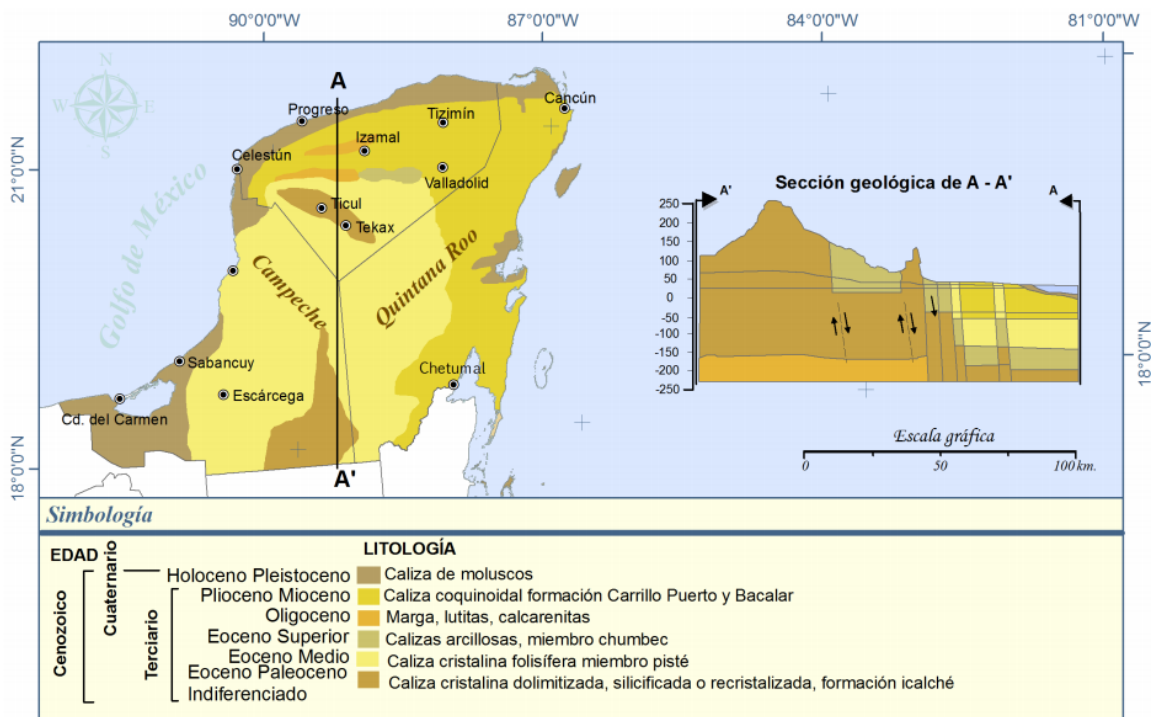 90°0'0"W 87°0'0"W 84°0'0"W 81°0'0"W
N
W E
S
A
Progreso
Tizimín
Cancún
Izamal
Celestún
21°0'0"N
Valladolid
Ticul
Tekax
Golfo de México
Campeche
Quintana Roo
Sabancuy
Escárcega
Chetumal
Cd. del Carmen
18°0'0"N
A'
Sección geológica de A - A'
A' A
250
200
150
100
50
0
-50
-100
-150
-200
-250
18°0'0"N
Escala gráfica
0 50 100 km.
Simbología
EDAD
LITOLOGÍA
Cenozoico
Cuaternario
Terciario
Holoceno Pleistoceno Caliza de moluscos
Plioceno Mioceno Caliza coquinoidal formación Carrillo Puerto y Bacalar
Oligoceno Marga, lutitas, calcarenitas
Eoceno Superior Calizas arcillosas, miembro chumbec
Eoceno Medio Caliza cristalina folisífera miembro pisté
Eoceno Paleoceno Caliza cristalina dolimitizada, silicificada o recristalizada, formación icalché
Indiferenciado